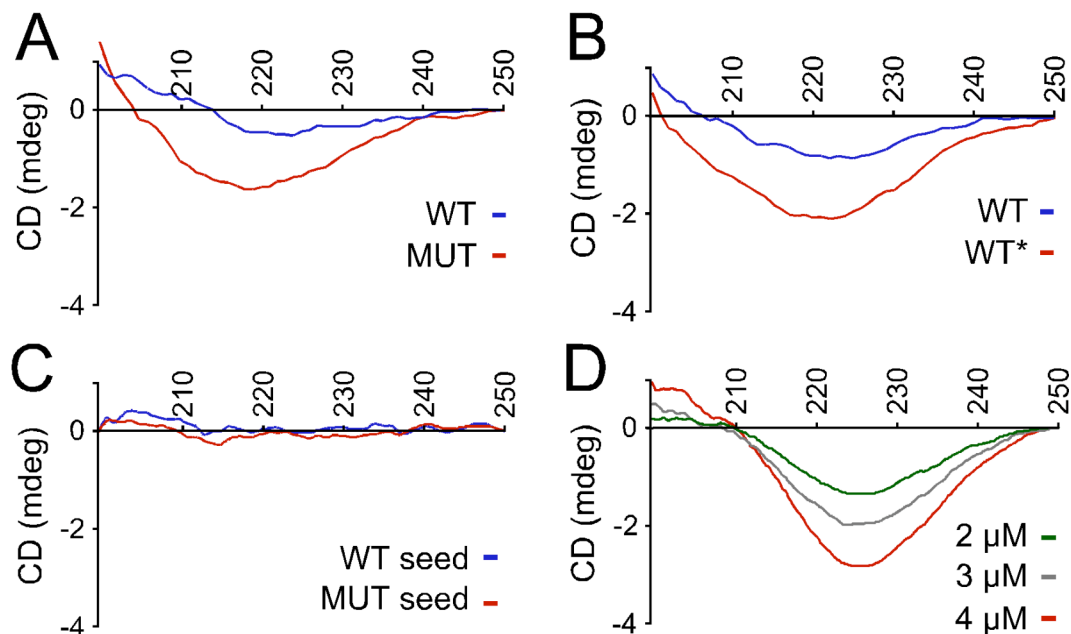 A
210 220 230 240 250
0
-2
-4
CD (mdeg)
WT
MUT
B
210 220 230 240 250
0
-2
-4
CD (mdeg)
WT
WT*
C
210 220 230 240 250
0
-2
-4
CD (mdeg)
WT seed
MUT seed
D
210 220 230 240 250
0
-2
-4
CD (mdeg)
2 µM
3 µM
4 µM